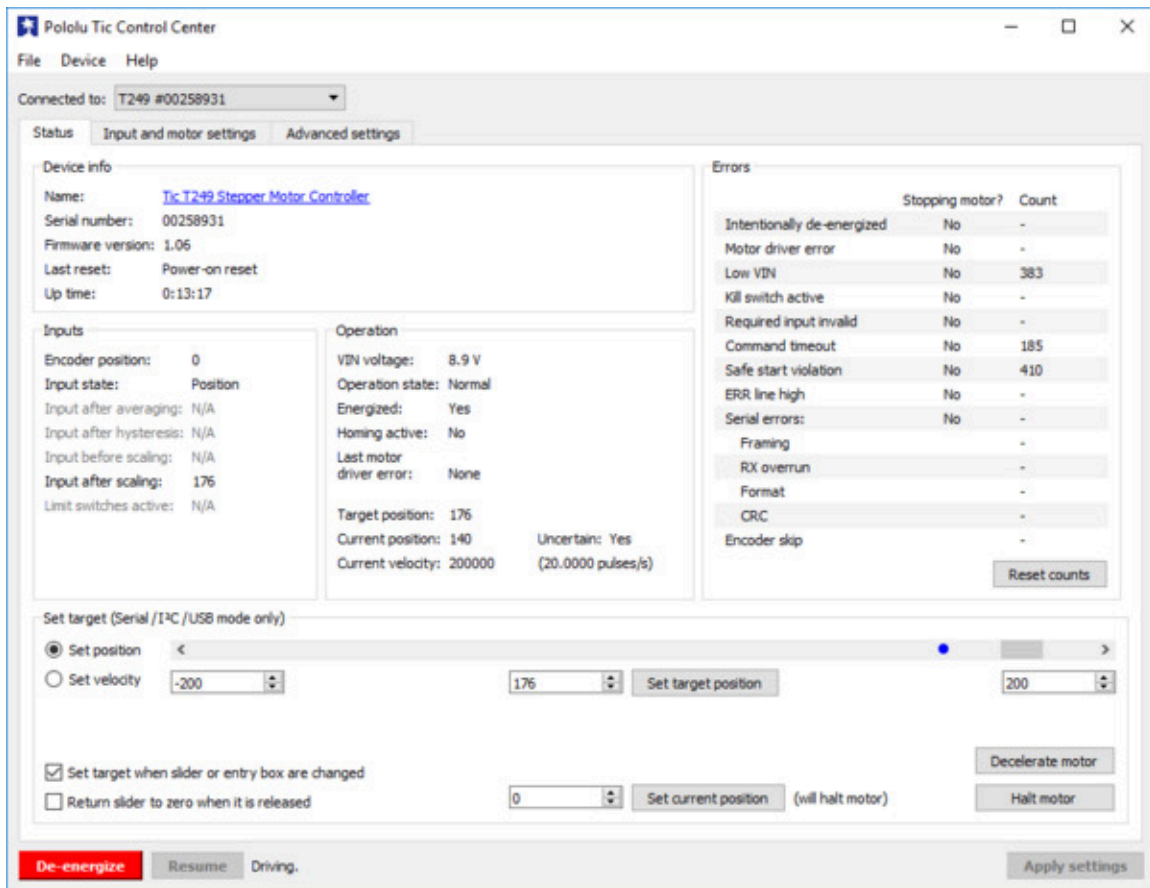 Pololu Tic Control Center
File Device Help
Connected to: T249 #00258931
Status Input and motor settings Advanced settings
Device info
Name: Tic T249 Stepper Motor Controller
Serial number: 00258931
Firmware version: 1.06
Last reset: Power-on reset
Up time: 0:13:17
Inputs
Encoder position: 0
Input state: Position
Input after averaging: N/A
Input after hysteresis: N/A
Input before scaling: N/A
Input after scaling: 176
Limit switches active: N/A
Operation
VIN voltage: 8.9 V
Operation state: Normal
Energized: Yes
Homing active: No
Last motor
driver error: None
Target position: 176
Current position: 140 Uncertain: Yes
Current velocity: 200000 (20.0000 pulses/s)
Errors
Stopping motor? Count
Intentionally de-energized No -
Motor driver error No -
Low VIN No 383
Kill switch active No -
Required input invalid No -
Command timeout No 185
Safe start violation No 410
ERR line high No -
Serial errors: No -
Framing -
RX overrun -
Format -
CRC -
Encoder skip -
Reset counts
Set target (Serial/I²C/USB mode only)
Set position
Set velocity -200 176 Set target position 200
Decelerate motor
Set target when slider or entry box are changed
Return slider to zero when it is released 0 Set current position (will halt motor) Halt motor
De-energize Resume Driving. Apply settings